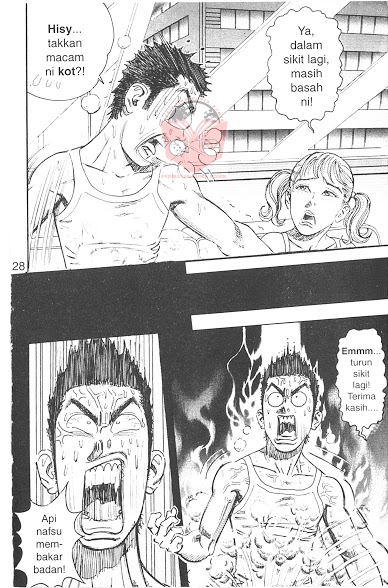 Hisy...
takkan
macam
ni kot?!
Ya,
dalam
sikit lagi,
masih
basah
ni!
28
Emmm...
turun
sikit
lagi!
Terima
kasih....
Api
nafsu
mem-
bakar
badan!